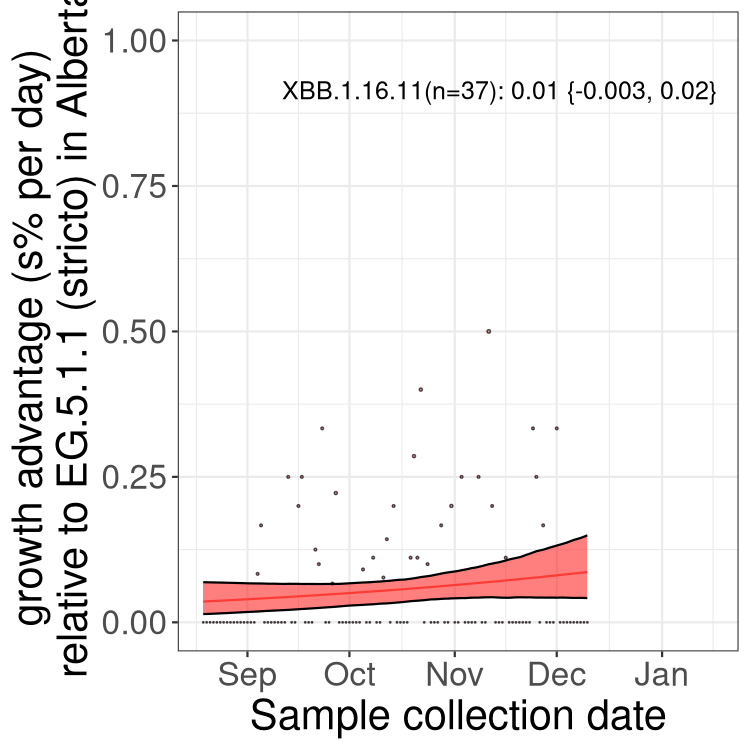 growth advantage (s% per day)
relative to EG.5.1.1 (stricto) in Alberta
1.00
0.75
0.50
0.25
0.00
XBB.1.16.11(n=37): 0.01 {-0.003, 0.02}
Sep Oct Nov Dec Jan
Sample collection date